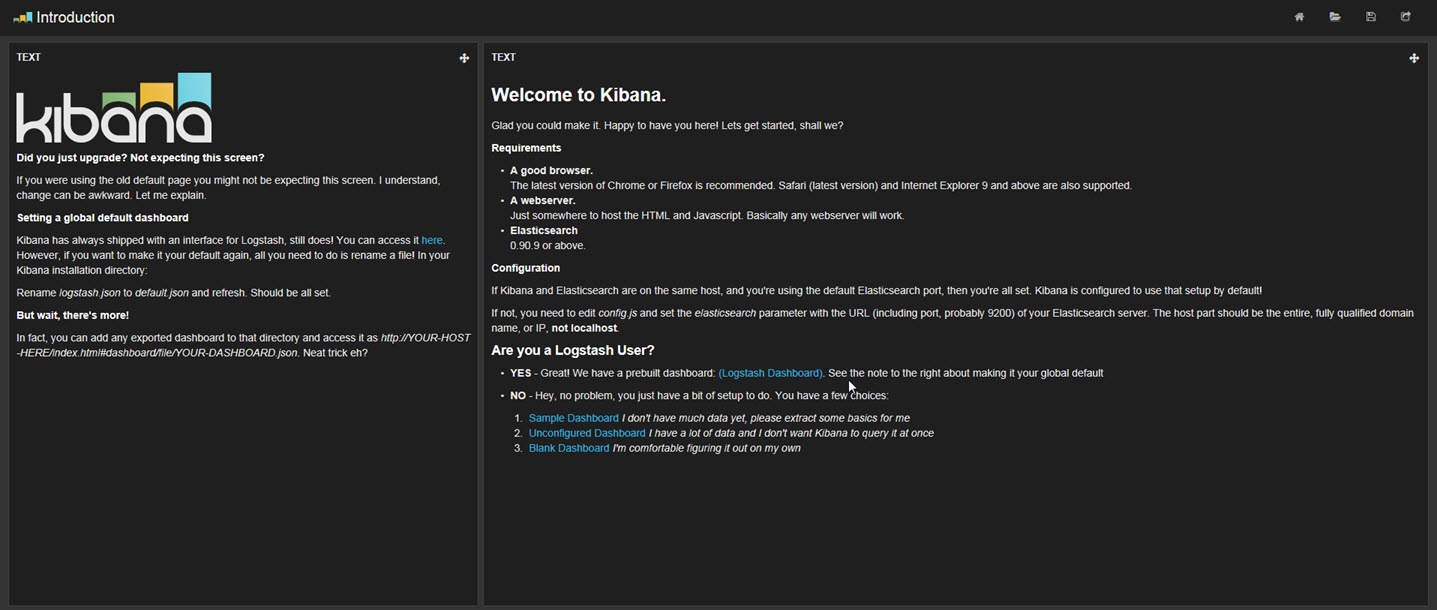 Introduction
TEXT
kibana
Did you just upgrade? Not expecting this screen?
If you were using the old default page you might not be expecting this screen. I understand,
change can be awkward. Let me explain.
Setting a global default dashboard
Kibana has always shipped with an interface for Logstash, still does! You can access it here.
However, if you want to make it your default again, all you need to do is rename a file! In your
Kibana installation directory:
Rename logstash.json to default.json and refresh. Should be all set.
But wait, there's more!
In fact, you can add any exported dashboard to that directory and access it as http://YOUR-HOST
-HERE/index.html#dashboard/file/YOUR-DASHBOARD.json. Neat trick eh?
TEXT
Welcome to Kibana.
Glad you could make it. Happy to have you here! Lets get started, shall we?
Requirements
• A good browser.
The latest version of Chrome or Firefox is recommended. Safari (latest version) and Internet Explorer 9 and above are also supported.
• A webserver.
Just somewhere to host the HTML and Javascript. Basically any webserver will work.
• Elasticsearch
0.90.9 or above.
Configuration
If Kibana and Elasticsearch are on the same host, and you're using the default Elasticsearch port, then you're all set. Kibana is configured to use that setup by default!
If not, you need to edit config.js and set the elasticsearch parameter with the URL (including port, probably 9200) of your Elasticsearch server. The host part should be the entire, fully qualified domain
name, or IP, not localhost.
Are you a Logstash User?
• YES - Great! We have a prebuilt dashboard: (Logstash Dashboard). See the note to the right about making it your global default
• NO - Hey, no problem, you just have a bit of setup to do. You have a few choices:
1. Sample Dashboard I don't have much data yet, please extract some basics for me
2. Unconfigured Dashboard I have a lot of data and I don't want Kibana to query it at once
3. Blank Dashboard I'm comfortable figuring it out on my own